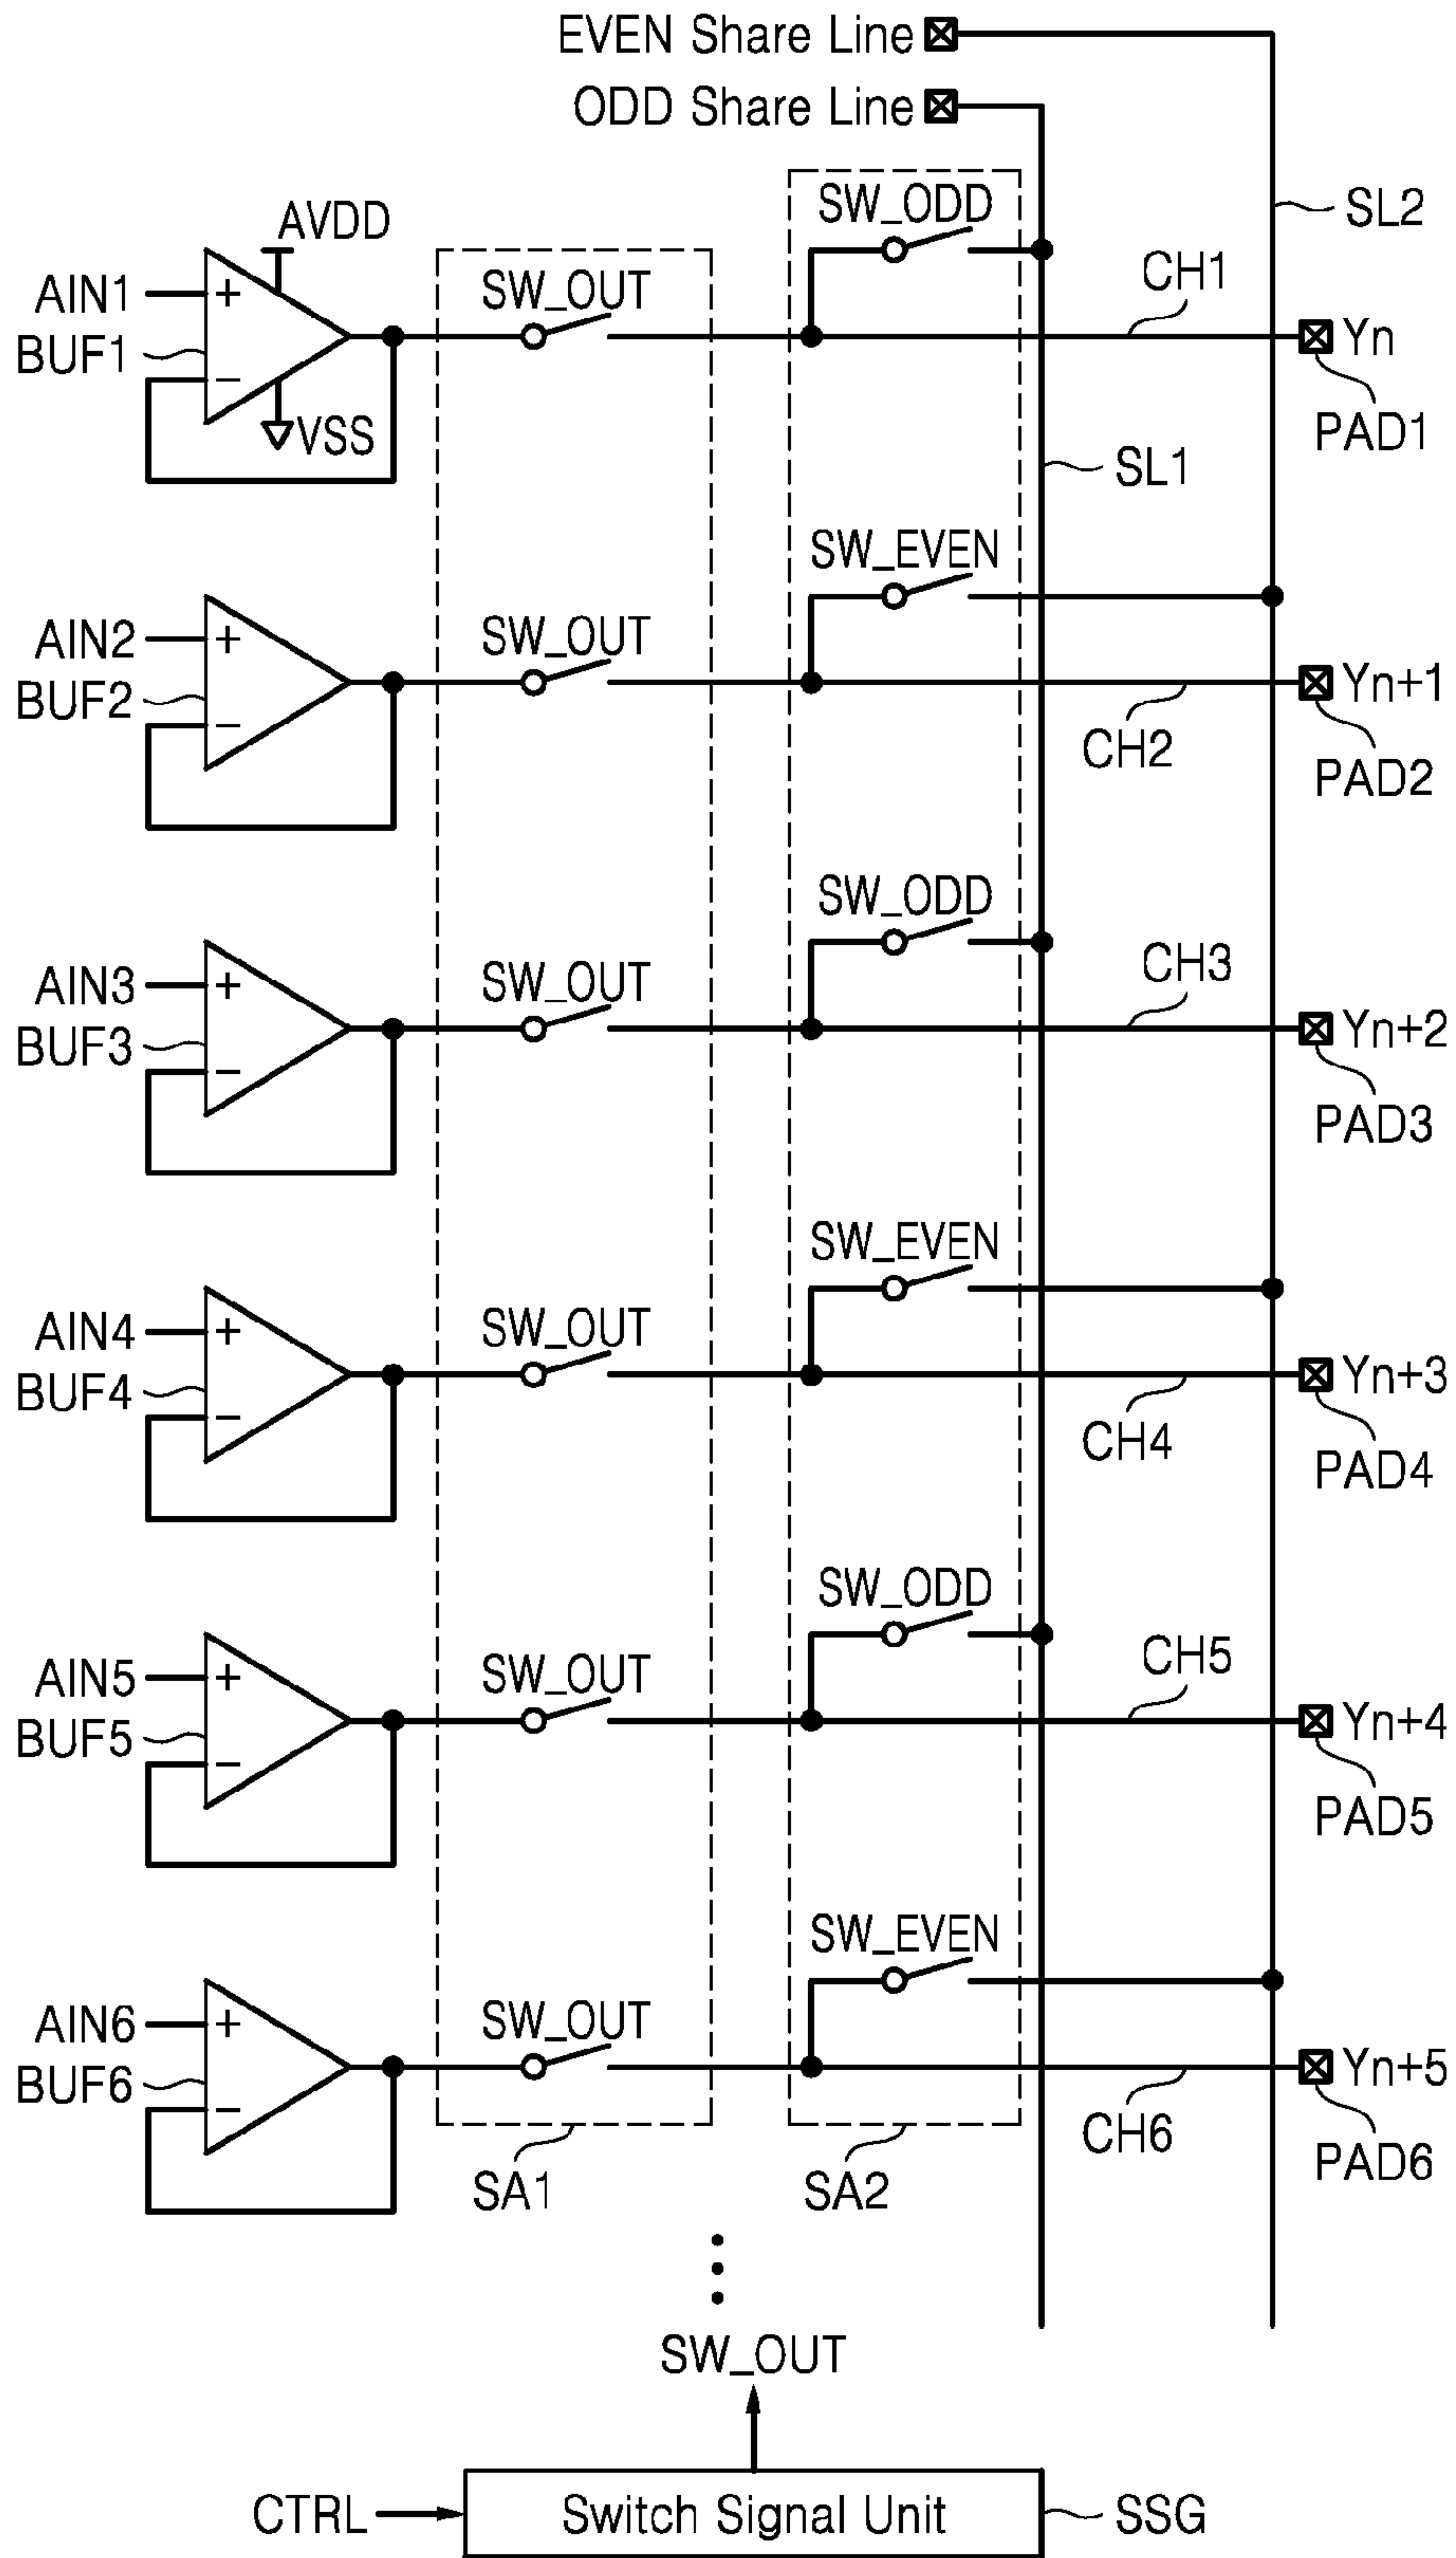 EVEN Share Line
ODD Share Line
SW_ODD
SL2
AVDD
AIN1
+
SW_OUT
CH1
BUF1
−
Yn
VSS
PAD1
SL1
SW_EVEN
AIN2
+
SW_OUT
BUF2
−
Yn+1
CH2
PAD2
SW_ODD
AIN3
+
SW_OUT
CH3
BUF3
−
Yn+2
PAD3
SW_EVEN
AIN4
+
SW_OUT
BUF4
−
Yn+3
CH4
PAD4
SW_ODD
AIN5
+
SW_OUT
CH5
BUF5
−
Yn+4
PAD5
SW_EVEN
AIN6
+
SW_OUT
BUF6
−
Yn+5
CH6
PAD6
SA1
SA2
SW_OUT
CTRL
Switch Signal Unit
SSG